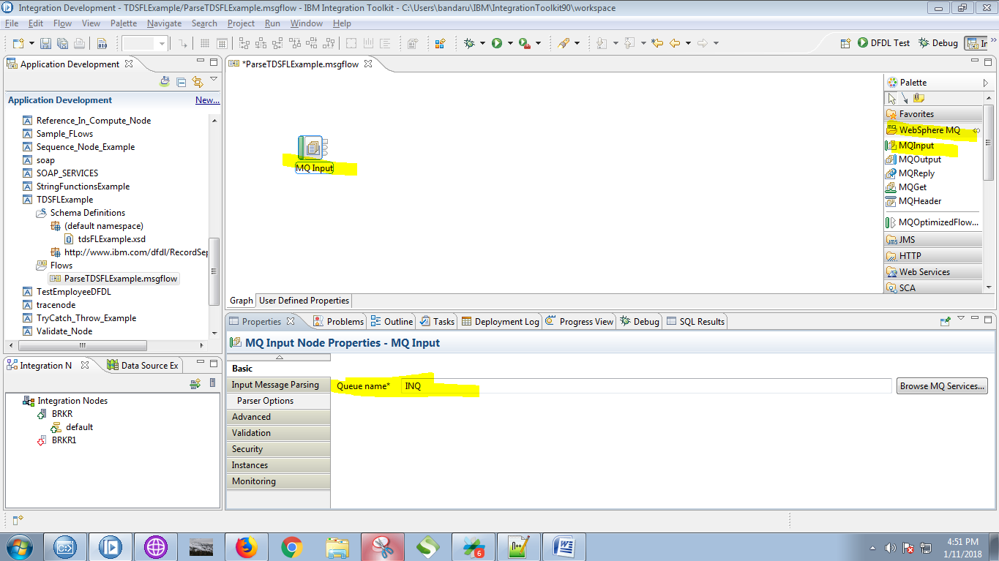 Integration Development - TDSFLExample/ParseTDSFLExample.msgflow - IBM Integration Toolkit - C:\Users\bandaru\IBM\IntegrationToolkit90\workspace
File Edit Flow View Palette Navigate Search Project Run Window Help
DFDL Test Debug In
Application Development
Application Development New...
Reference_In_Compute_Node
Sample_FLows
Sequence_Node_Example
soap
SOAP_SERVICES
StringFunctionsExample
TDSFLExample
Schema Definitions
(default namespace)
tdsFLExample.xsd
http://www.ibm.com/dfdl/RecordSep
Flows
ParseTDSFLExample.msgflow
TestEmployeeDFDL
tracenode
TryCatch_Throw_Example
Validate_Node
*ParseTDSFLExample.msgflow
MQ Input
Graph User Defined Properties
Palette
Favorites
WebSphere MQ
MQInput
MQOutput
MQReply
MQGet
MQHeader
MQOptimizedFlow...
JMS
HTTP
Web Services
SCA
Integration N Data Source Ex
Integration Nodes
BRKR
default
BRKR1
Properties Problems Outline Tasks Deployment Log Progress View Debug SQL Results
MQ Input Node Properties - MQ Input
Basic
Input Message Parsing
Parser Options
Advanced
Validation
Security
Instances
Monitoring
Queue name* INQ Browse MQ Services...
6
4:51 PM
1/11/2018